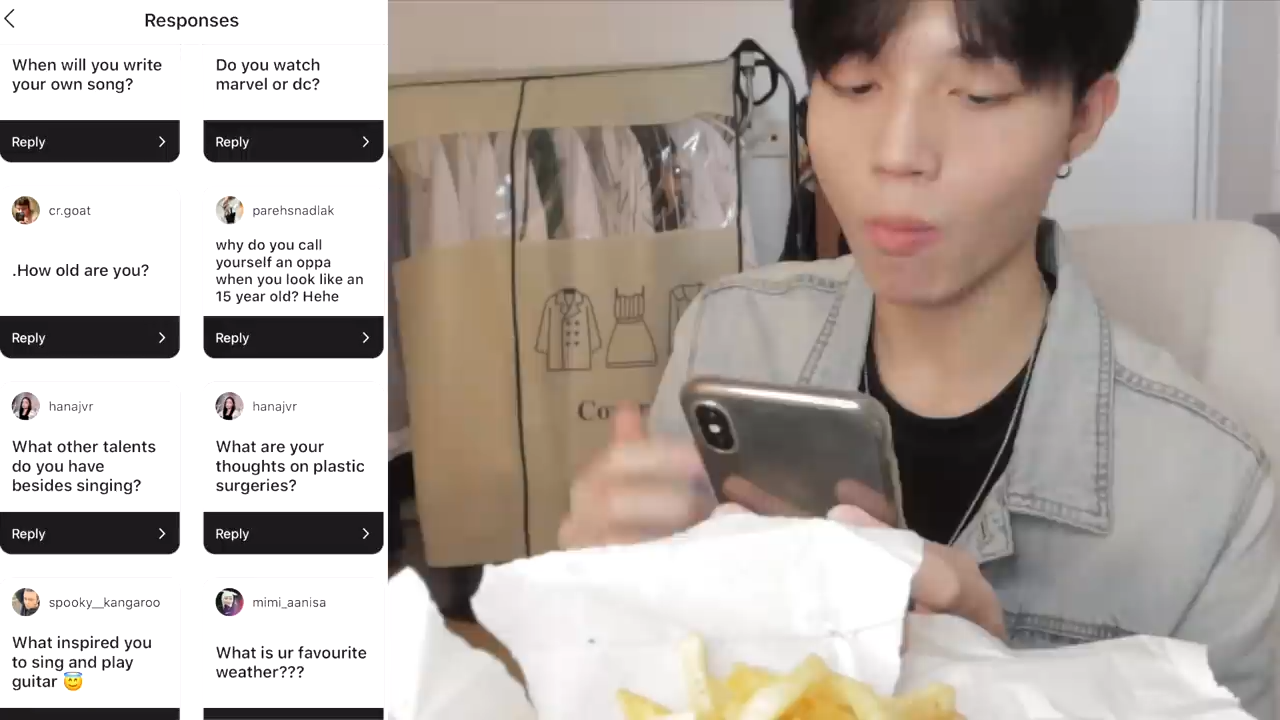 Responses
When will you write
your own song?
Reply
Do you watch
marvel or dc?
Reply
cr.goat
.How old are you?
Reply
parehsnadlak
why do you call
yourself an oppa
when you look like an
15 year old? Hehe
Reply
hanajvr
What other talents
do you have
besides singing?
Reply
hanajvr
What are your
thoughts on plastic
surgeries?
Reply
spooky__kangaroo
What inspired you
to sing and play
guitar 😇
mimi_aanisa
What is ur favourite
weather???